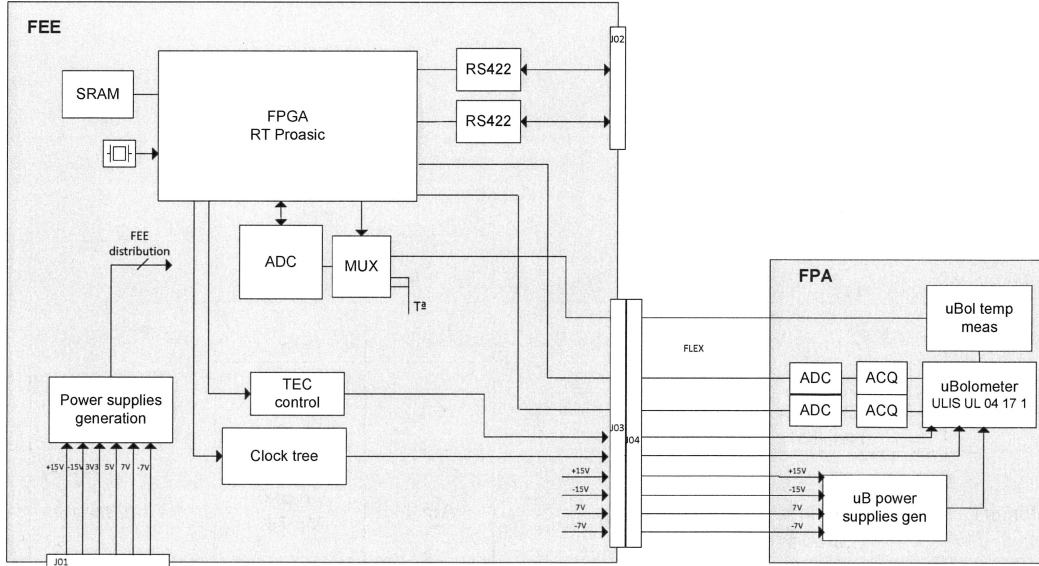 FEE
J02
SRAM
FPGA
RT Proasic
RS422
RS422
FEE
distribution
ADC
MUX
Tª
FPA
uBol temp
meas
FLEX
ADC
ACQ
ADC
ACQ
uBolometer
ULIS UL 04 17 1
Power supplies
generation
TEC
control
Clock tree
J03
J04
+15V
-15V
3V3
5V
7V
-7V
+15V
-15V
7V
-7V
+15V
-15V
7V
-7V
uB power
supplies gen
J01